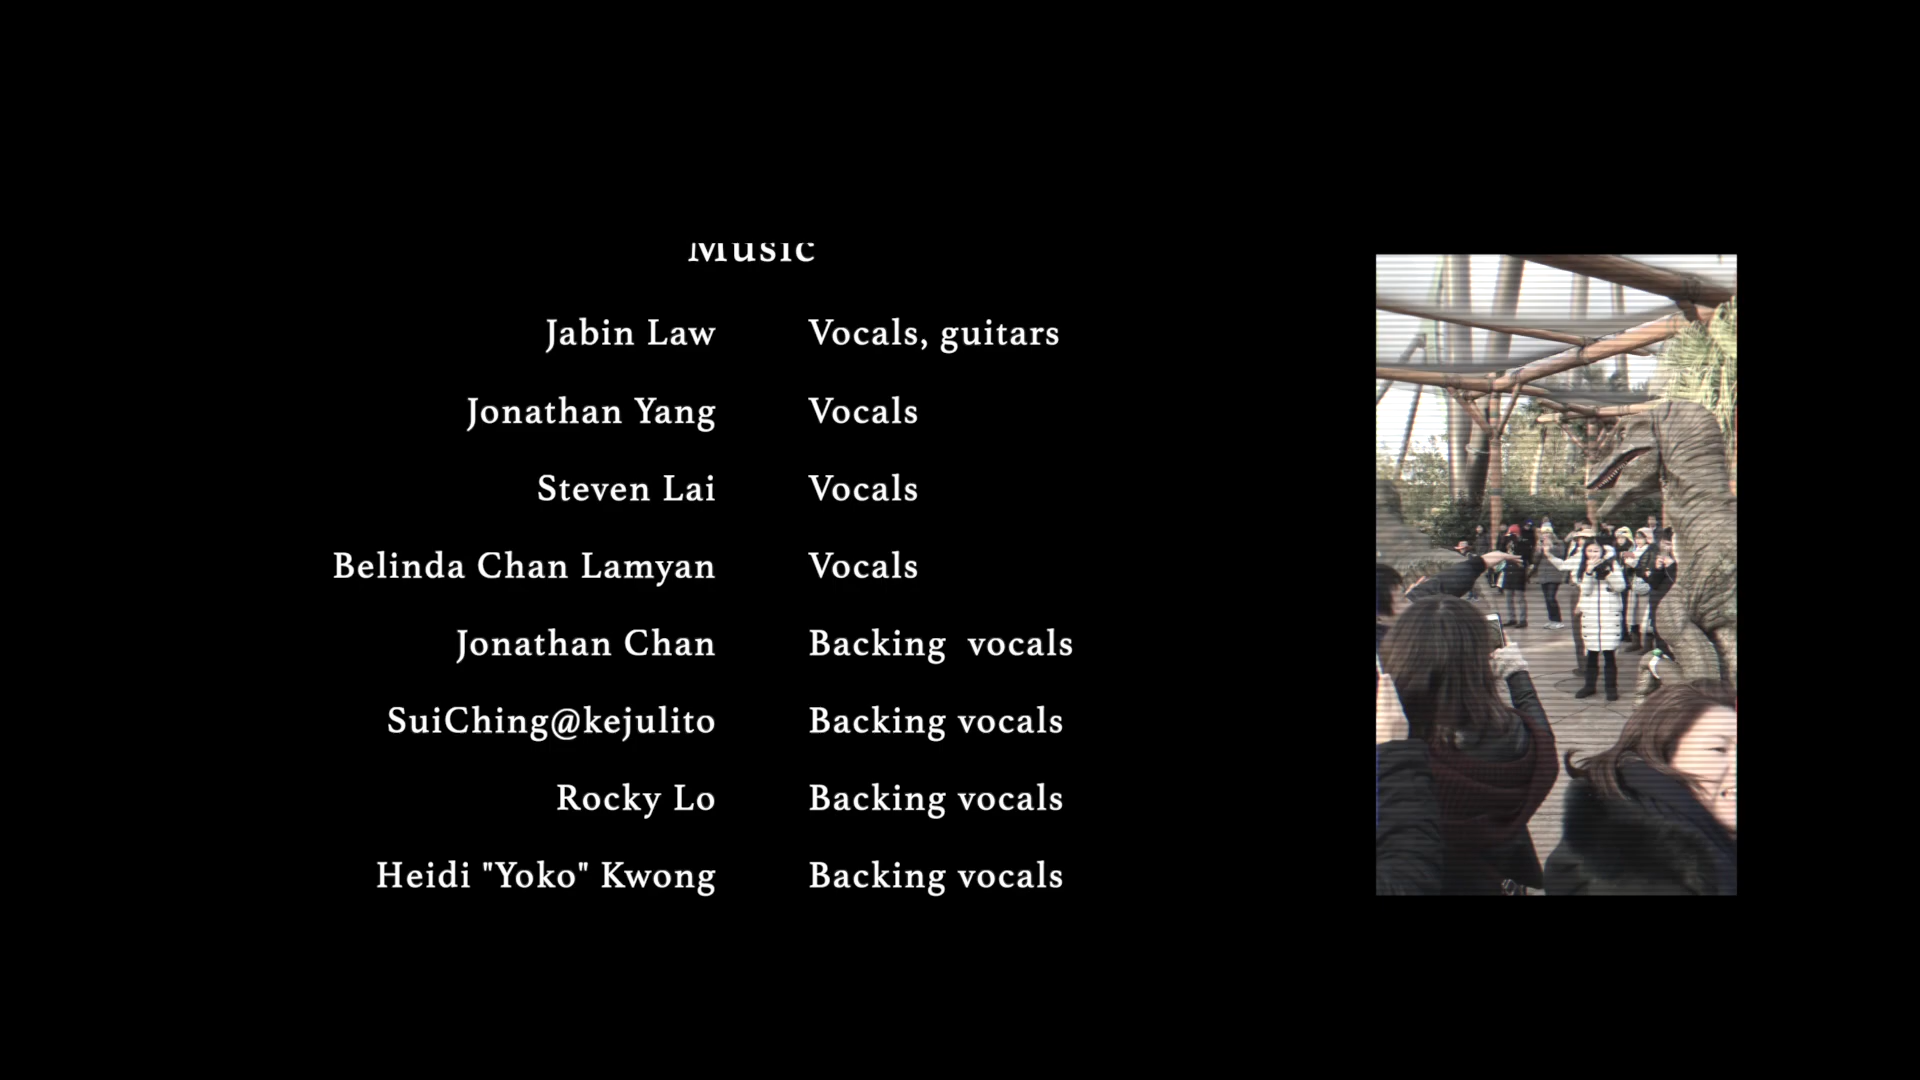 Music
Jabin Law Vocals, guitars
Jonathan Yang Vocals
Steven Lai Vocals
Belinda Chan Lamyan Vocals
Jonathan Chan Backing  vocals
SuiChing@kejulito Backing vocals
Rocky Lo Backing vocals
Heidi "Yoko" Kwong Backing vocals